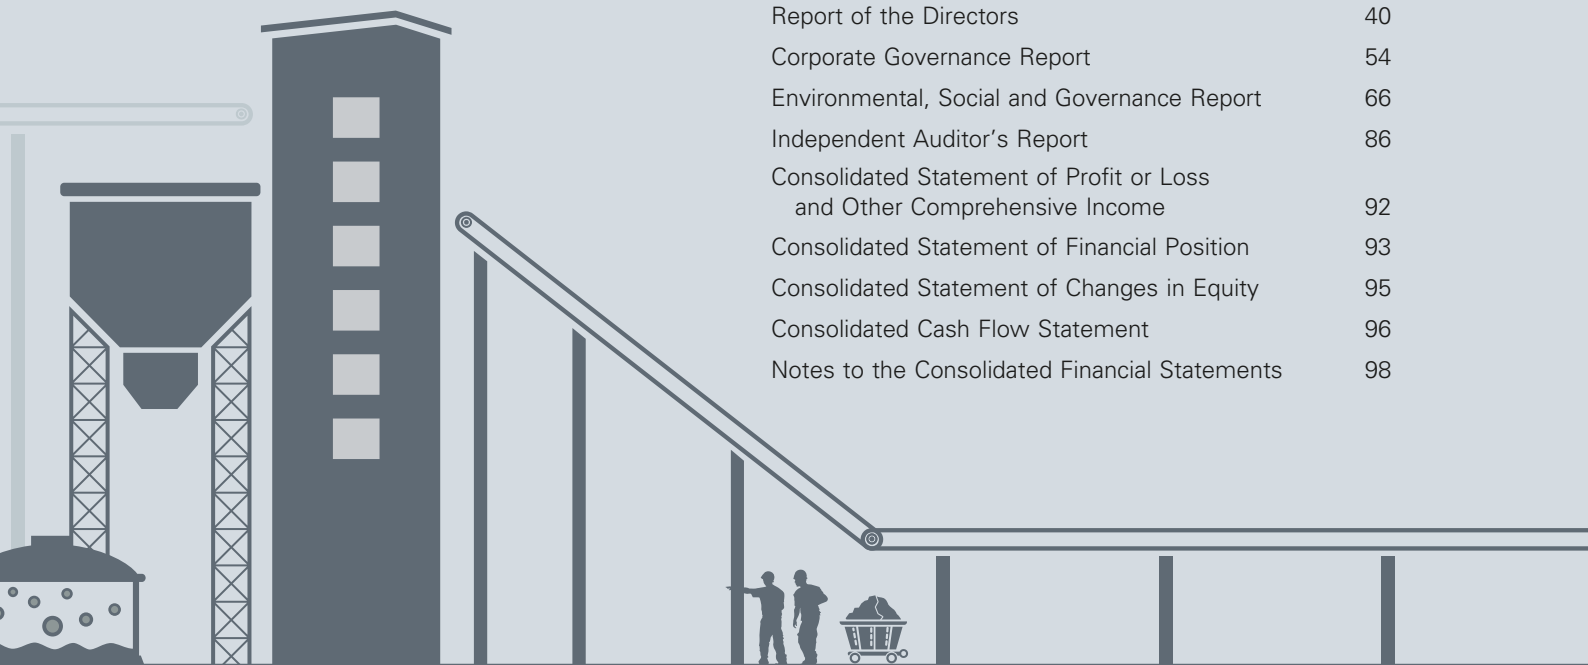 Report of the Directors 40
Corporate Governance Report 54
Environmental, Social and Governance Report 66
Independent Auditor's Report 86
Consolidated Statement of Profit or Loss
and Other Comprehensive Income 92
Consolidated Statement of Financial Position 93
Consolidated Statement of Changes in Equity 95
Consolidated Cash Flow Statement 96
Notes to the Consolidated Financial Statements 98